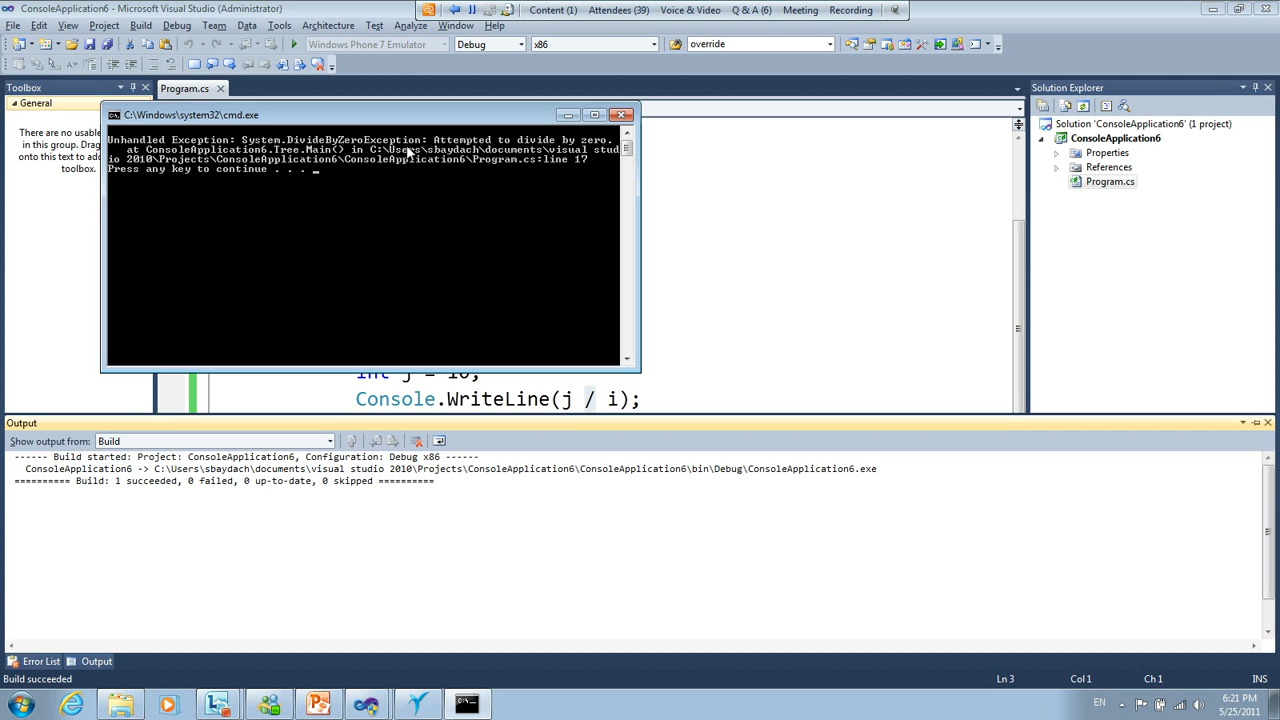 ConsoleApplication6 - Microsoft Visual Studio (Administrator)
Content (1) Attendees (39) Voice & Video Q & A (6) Meeting Recording
File Edit View Project Build Debug Team Data Tools Architecture Test Analyze Window Help
Windows Phone 7 Emulator Debug x86 override
Toolbox
Program.cs
Solution Explorer
General
There are no usable
in this group. Drag
onto this text to add
toolbox.
C:\Windows\system32\cmd.exe
Unhandled Exception: System.DivideByZeroException: Attempted to divide by zero.
at ConsoleApplication6.Tree.Main() in C:\Users\sbaydach\documents\visual stud
io 2010\Projects\ConsoleApplication6\ConsoleApplication6\Program.cs:line 17
Press any key to continue . . . _
Solution 'ConsoleApplication6' (1 project)
ConsoleApplication6
Properties
References
Program.cs
int j = 10;
Console.WriteLine(j / i);
Output
Show output from: Build
------ Build started: Project: ConsoleApplication6, Configuration: Debug x86 ------
ConsoleApplication6 -> C:\Users\sbaydach\documents\visual studio 2010\Projects\ConsoleApplication6\ConsoleApplication6\bin\Debug\ConsoleApplication6.exe
========== Build: 1 succeeded, 0 failed, 0 up-to-date, 0 skipped ==========
Error List Output
Build succeeded Ln 3 Col 1 Ch 1 INS
EN 6:21 PM
5/25/2011